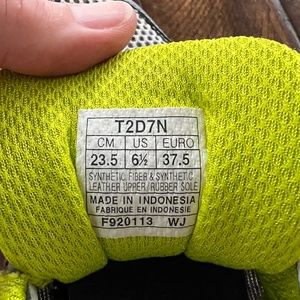 T2D7N
CM US EURO
23.5 6½ 37.5
SYNTHETIC FIBER & SYNTHETIC
LEATHER UPPER/RUBBER SOLE
MADE IN INDONESIA
FABRIQUE EN INDONESIE
F920113 WJ